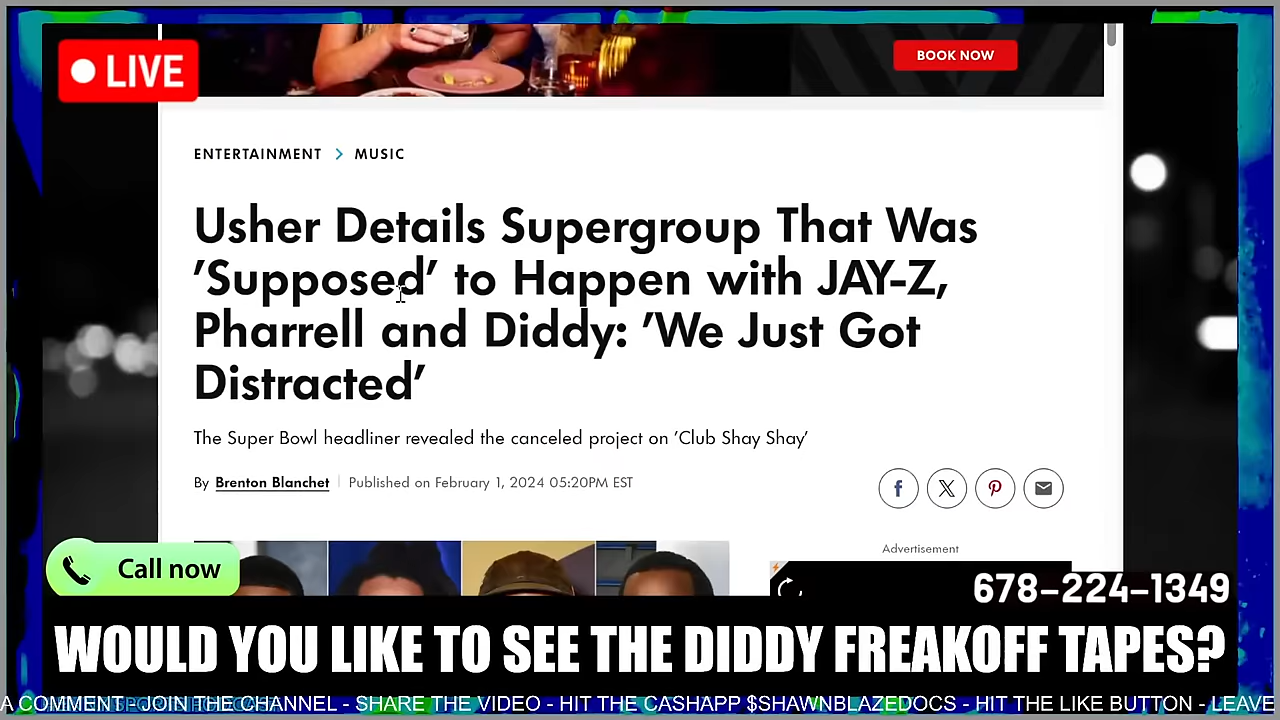 BOOK NOW
LIVE
ENTERTAINMENT > MUSIC
Usher Details Supergroup That Was
'Supposed' to Happen with JAY-Z,
Pharrell and Diddy: 'We Just Got
Distracted'
The Super Bowl headliner revealed the canceled project on 'Club Shay Shay'
By Brenton Blanchet | Published on February 1, 2024 05:20PM EST
Advertisement
Call now
678-224-1349
WOULD YOU LIKE TO SEE THE DIDDY FREAKOFF TAPES?
A COMMENT - JOIN THE CHANNEL - SHARE THE VIDEO - HIT THE CASHAPP $SHAWNBLAZEDOCS - HIT THE LIKE BUTTON - LEAVE